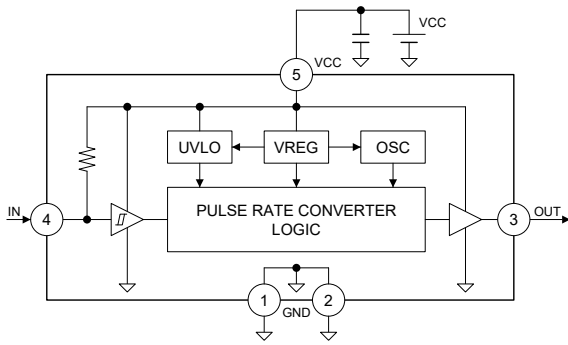 VCC
5
VCC
UVLO
VREG
OSC
IN
4
PULSE RATE CONVERTER
LOGIC
3
OUT
1
GND
2